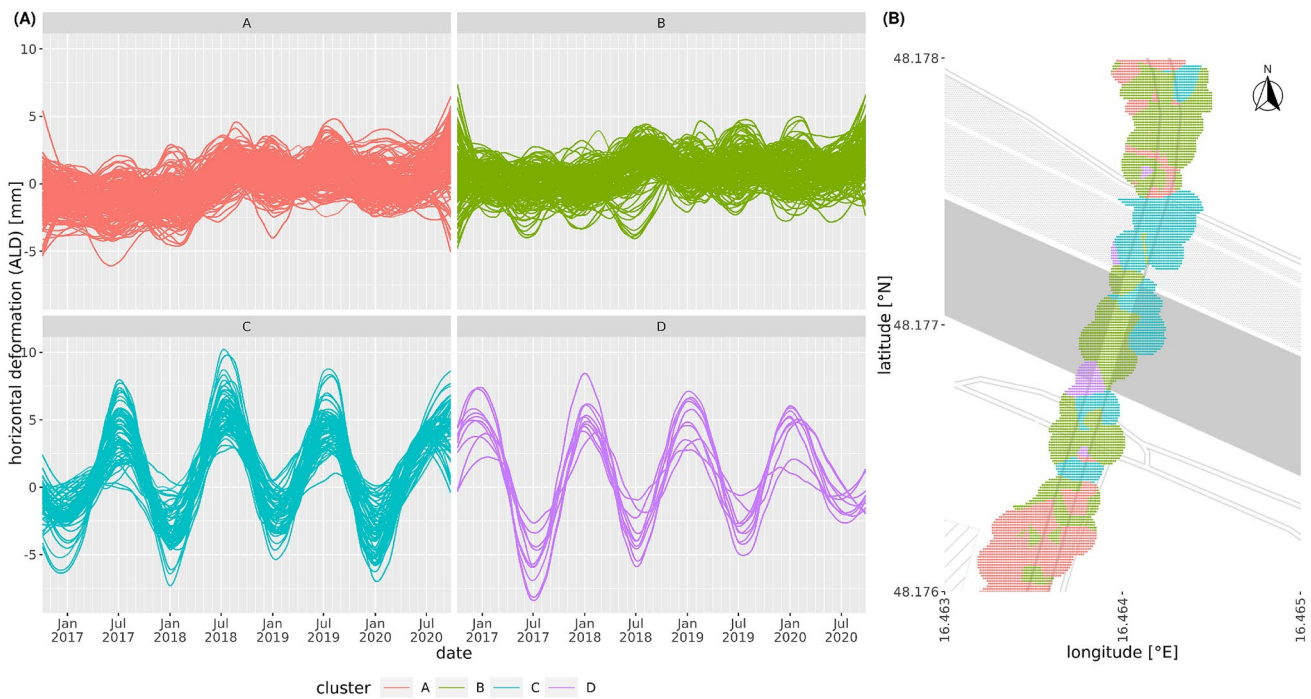 (A)
A
B
horizontal deformation (ALD) [mm]
10
5
0
-5
C
D
10
5
0
-5
Jan
2017
Jul
2017
Jan
2018
Jul
2018
Jan
2019
Jul
2019
Jan
2020
Jul
2020
Jan
2017
Jul
2017
Jan
2018
Jul
2018
Jan
2019
Jul
2019
Jan
2020
Jul
2020
date
cluster A B C D
(B)
N
latitude [°N]
48.178
48.177
48.176
16.463
16.464
16.465
longitude [°E]